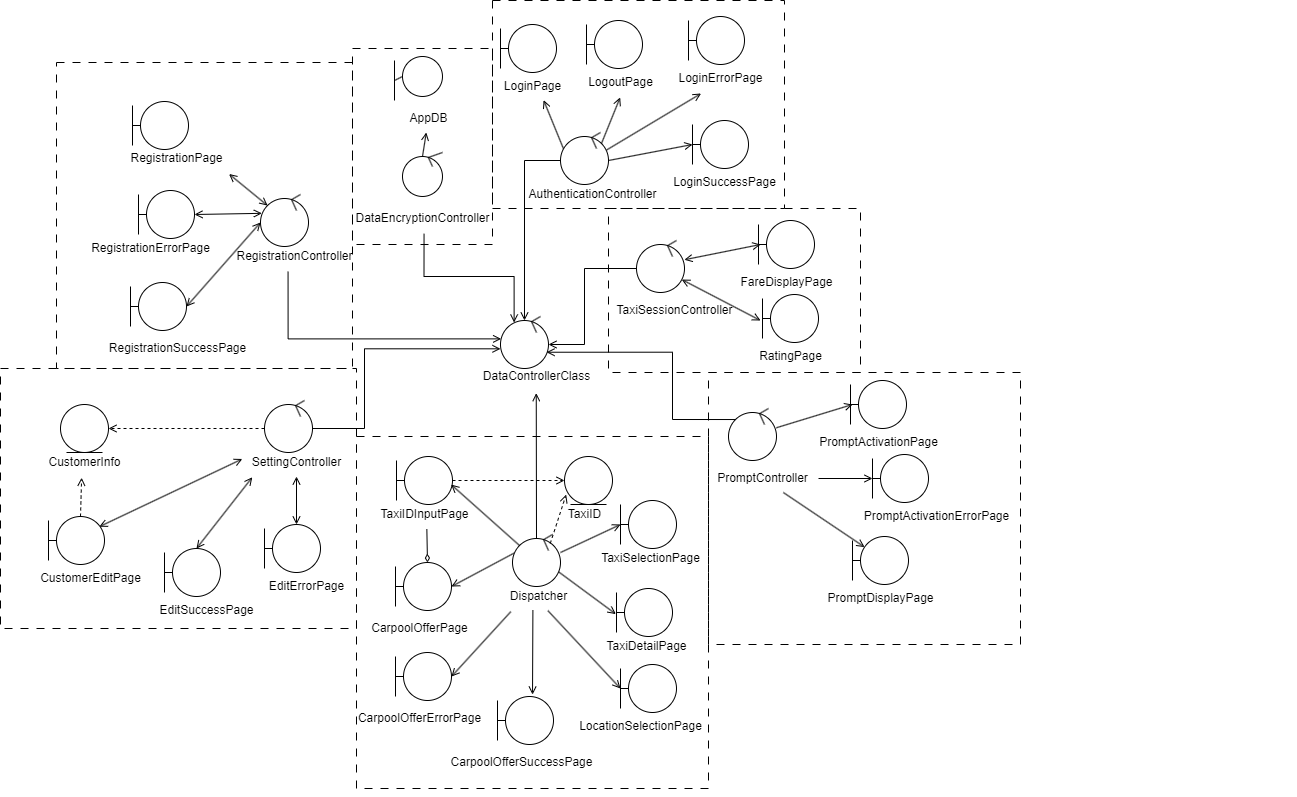 LoginPage
LogoutPage
LoginErrorPage
AppDB
RegistrationPage
LoginSuccessPage
AuthenticationController
DataEncryptionController
RegistrationErrorPage
RegistrationController
FareDisplayPage
TaxiSessionController
RegistrationSuccessPage
RatingPage
DataControllerClass
PromptActivationPage
CustomerInfo
SettingController
PromptController
TaxiIDInputPage
TaxiID
PromptActivationErrorPage
TaxiSelectionPage
CustomerEditPage
EditErrorPage
EditSuccessPage
Dispatcher
PromptDisplayPage
CarpoolOfferPage
TaxiDetailPage
CarpoolOfferErrorPage
LocationSelectionPage
CarpoolOfferSuccessPage